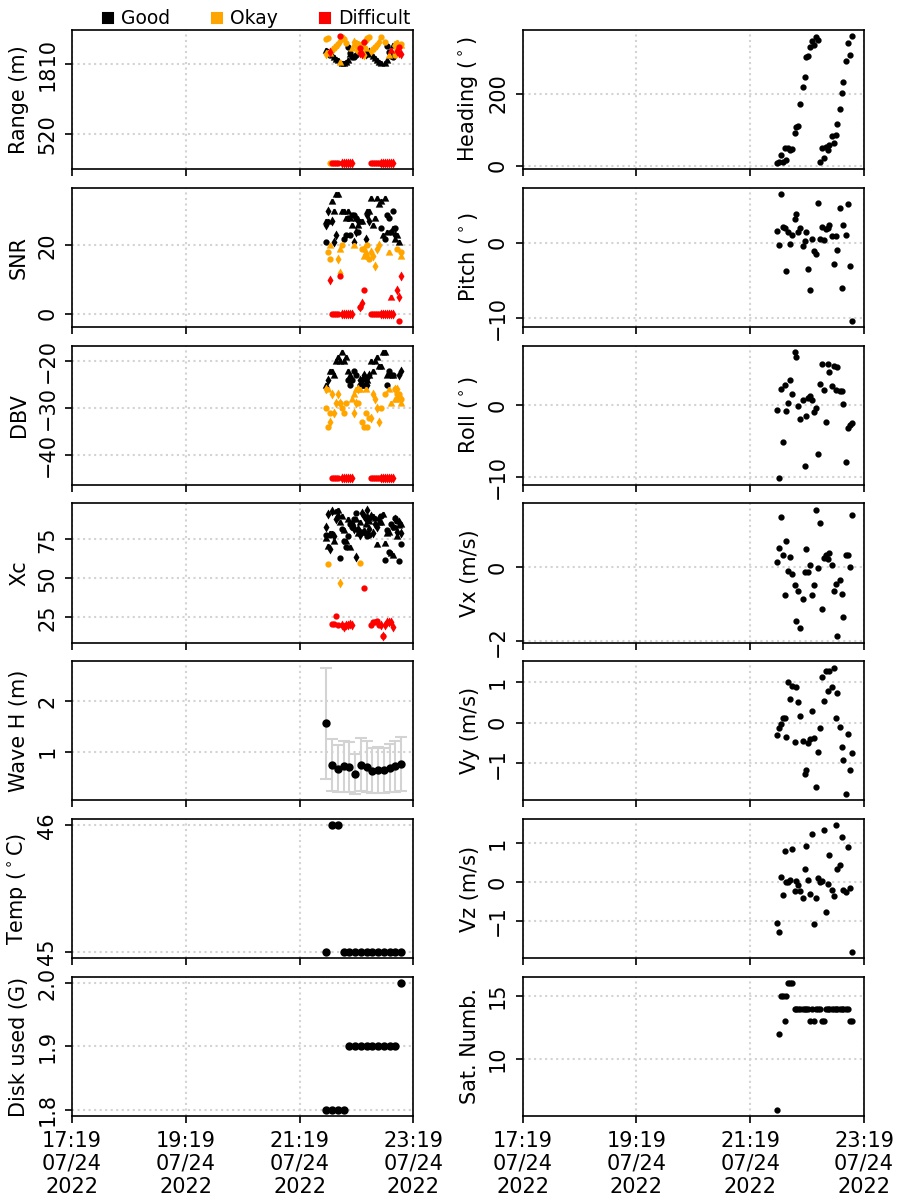 Good Okay Difficult
Range (m)
1810
520
Heading (°)
200
0
SNR
20
0
Pitch (°)
0
−10
DBV
−20
−30
−40
Roll (°)
0
−10
Xc
75
50
25
Vx (m/s)
0
−2
Wave H (m)
2
1
Vy (m/s)
1
0
−1
Temp (°C)
46
45
Vz (m/s)
1
0
−1
Disk used (G)
2.0
1.9
1.8
Sat. Numb.
15
10
17:19 19:19 21:19 23:19 17:19 19:19 21:19 23:19
07/24 07/24 07/24 07/24 07/24 07/24 07/24 07/24
2022 2022 2022 2022 2022 2022 2022 2022